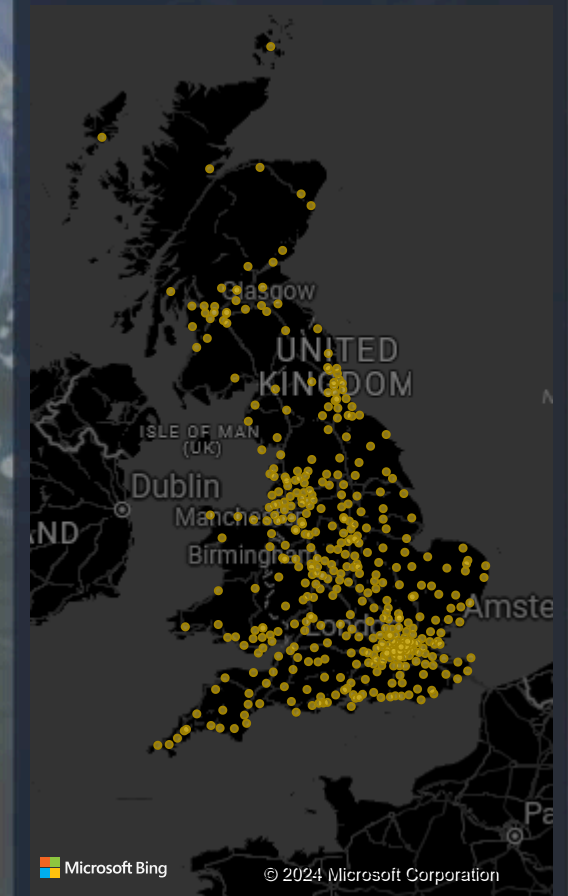 Glasgow
UNITED
KINGDOM
ISLE OF MAN
(UK)
Dublin
AND
Manchester
Birmingham
Amste
London
Pa
Microsoft Bing
© 2024 Microsoft Corporation